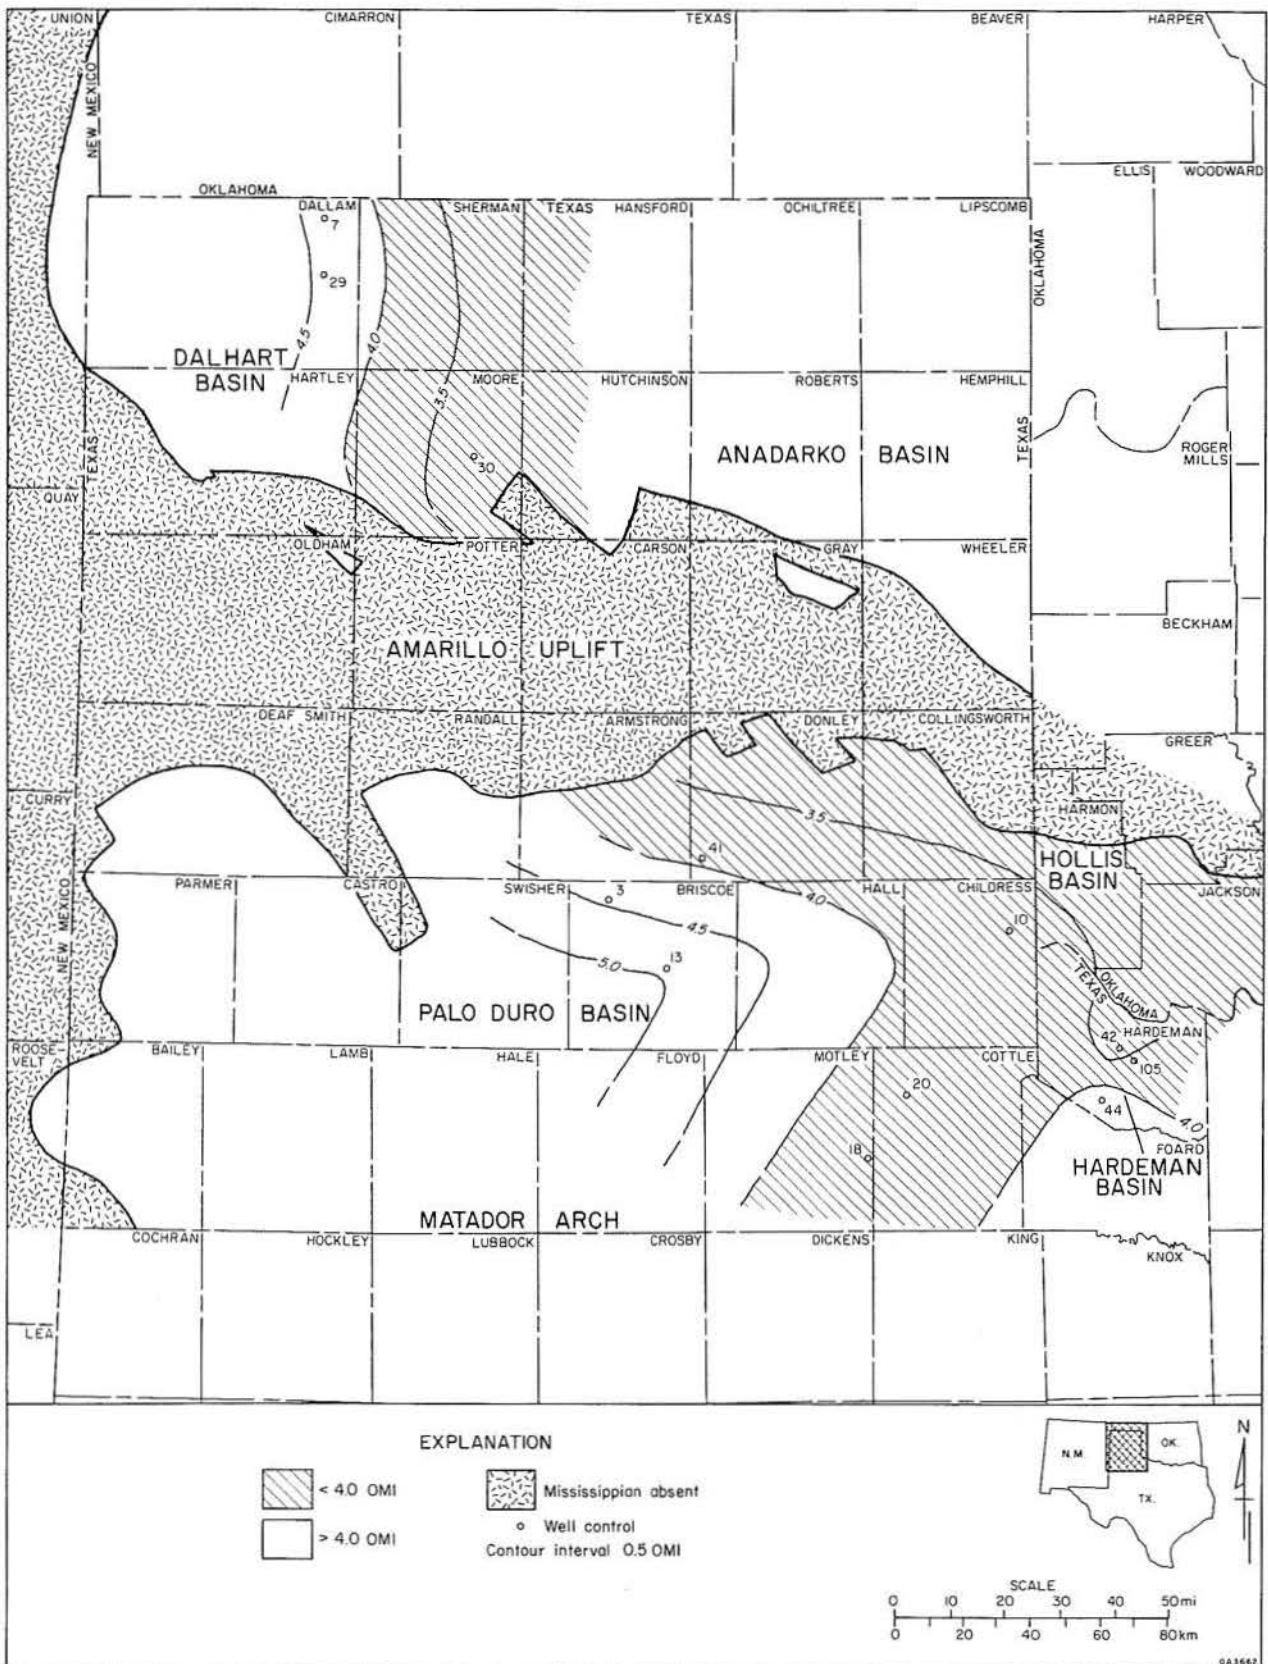 UNION
CIMARRON
TEXAS
BEAVER
HARPER
NEW MEXICO
ELLIS
WOODWARD
OKLAHOMA
DALLAM
SHERMAN
TEXAS
HANSFORD
OCHILTREE
LIPSCOMB
7
29
OKLAHOMA
4.5
4.0
3.5
DALHART
BASIN
HARTLEY
MOORE
HUTCHINSON
ROBERTS
HEMPHILL
TEXAS
TEXAS
30
ANADARKO BASIN
ROGER
MILLS
QUAY
OLDHAM
POTTER
CARSON
GRAY
WHEELER
BECKHAM
AMARILLO UPLIFT
DEAF SMITH
RANDALL
ARMSTRONG
DONLEY
COLLINGSWORTH
GREER
CURRY
HARMON
3.5
41
HOLLIS
BASIN
NEW MEXICO
PARMER
CASTRO
SWISHER
BRISCOE
HALL
CHILDRESS
JACKSON
3
4.0
4.5
10
5.0
13
TEXAS
OKLAHOMA
PALO DURO BASIN
HARDEMAN
42
105
ROOSE-
VELT
BAILEY
LAMB
HALE
FLOYD
MOTLEY
COTTLE
20
44
4.0
18
FOARD
HARDEMAN
BASIN
MATADOR ARCH
COCHRAN
HOCKLEY
LUBBOCK
CROSBY
DICKENS
KING
KNOX
LEA
EXPLANATION
< 4.0 OMI
Mississippian absent
> 4.0 OMI
Well control
Contour interval 0.5 OMI
N.M.
OK.
TX.
N
SCALE
0 10 20 30 40 50mi
0 20 40 60 80km
QA3662